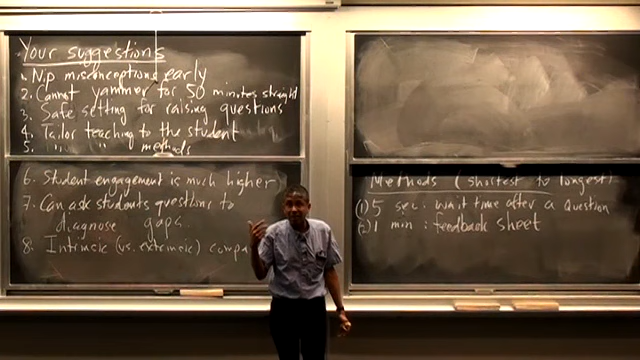 Your suggestions
1. Nip misconceptions early
2. Cannot yammer for 50 minutes straight
3. Safe setting for raising questions
4. Tailor teaching to the student
5. " " " methods
6. Student engagement is much higher
7. Can ask students questions to
diagnose gaps.
8. Intrinsic (vs. extrinsic) compa
Methods (shortest to longest)
(1) 5 sec: wait time after a question
(2) 1 min: feedback sheet